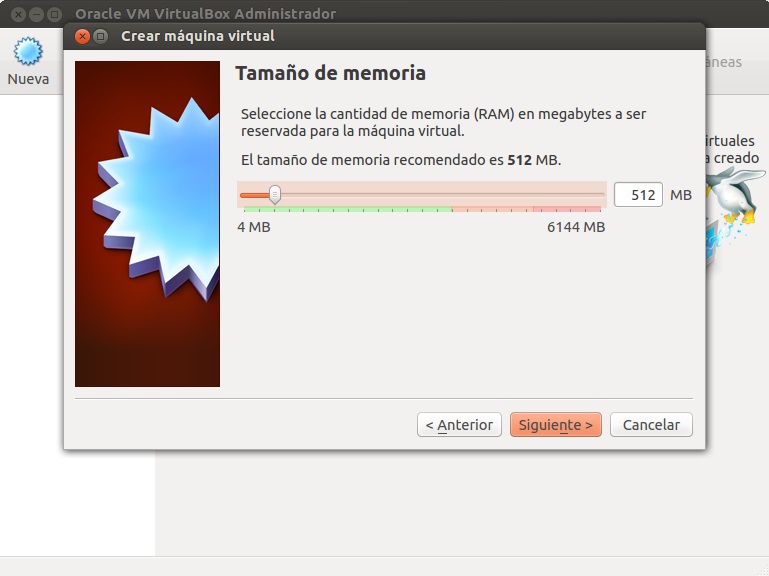 Oracle VM VirtualBox Administrador
Crear máquina virtual
Nueva
Tamaño de memoria
Seleccione la cantidad de memoria (RAM) en megabytes a ser
reservada para la máquina virtual.
El tamaño de memoria recomendado es 512 MB.
512 MB
4 MB 6144 MB
< Anterior Siguiente > Cancelar
áneas
irtuales
a creado